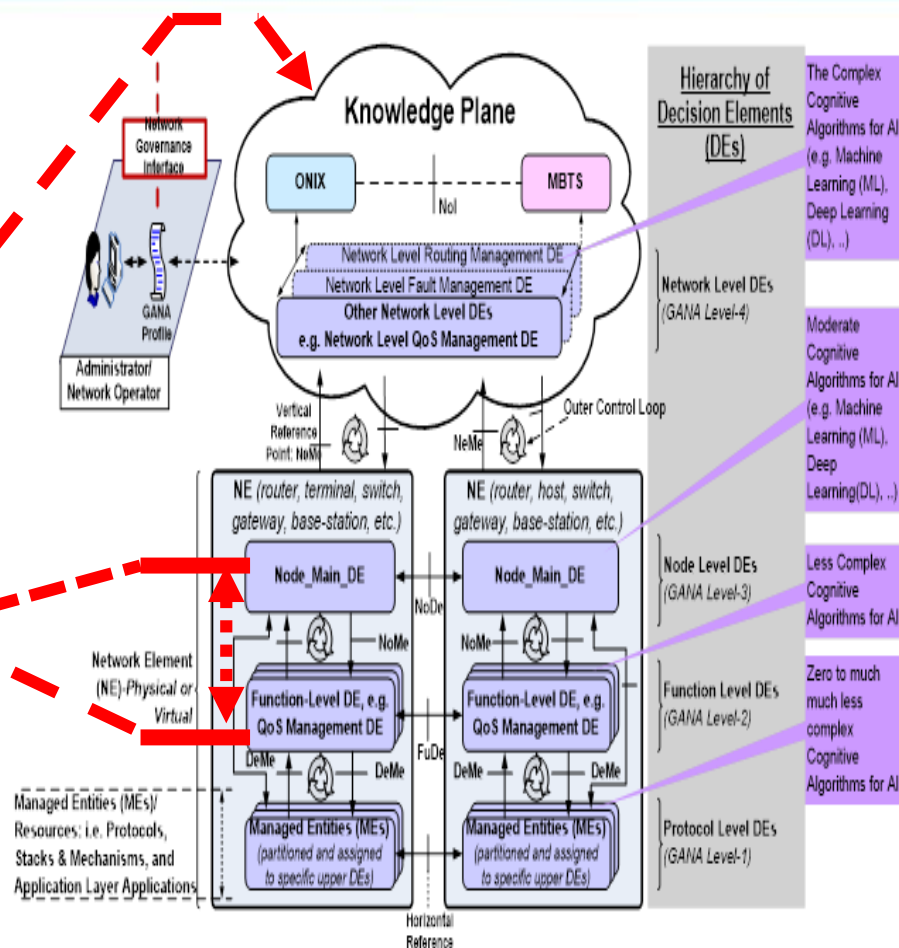 Knowledge Plane
ONIX
MBTS
NoI
Network Level Routing Management DE
Network Level Fault Management DE
Other Network Level DEs
e.g. Network Level QoS Management DE
Network
Governance
Interface
GANA
Profile
Administrator/
Network Operator
Vertical
Reference
Point: NoMe
NeMe
Outer Control Loop
NE (router, terminal, switch,
gateway, base-station, etc.)
NE (router, host, switch,
gateway, base-station, etc.)
Node_Main_DE
Node_Main_DE
NoDe
NoMe
NoMe
Network Element
(NE)-Physical or
Virtual
Function-Level DE, e.g.
QoS Management DE
Function-Level DE, e.g.
QoS Management DE
FuDe
DeMe
DeMe
DeMe
DeMe
Managed Entities (MEs)/
Resources: i.e. Protocols,
Stacks & Mechanisms, and
Application Layer Applications
Managed Entities (MEs)
(partitioned and assigned
to specific upper DEs)
Managed Entities (MEs)
(partitioned and assigned
to specific upper DEs)
Horizontal
Reference
Hierarchy of
Decision Elements
(DEs)
Network Level DEs
(GANA Level-4)
Node Level DEs
(GANA Level-3)
Function Level DEs
(GANA Level-2)
Protocol Level DEs
(GANA Level-1)
The Complex
Cognitive
Algorithms for AI
(e.g. Machine
Learning (ML),
Deep Learning
(DL), ..)
Moderate
Cognitive
Algorithms for AI
(e.g. Machine
Learning (ML),
Deep
Learning(DL), ..)
Less Complex
Cognitive
Algorithms for AI
Zero to much
much less
complex
Cognitive
Algorithms for AI